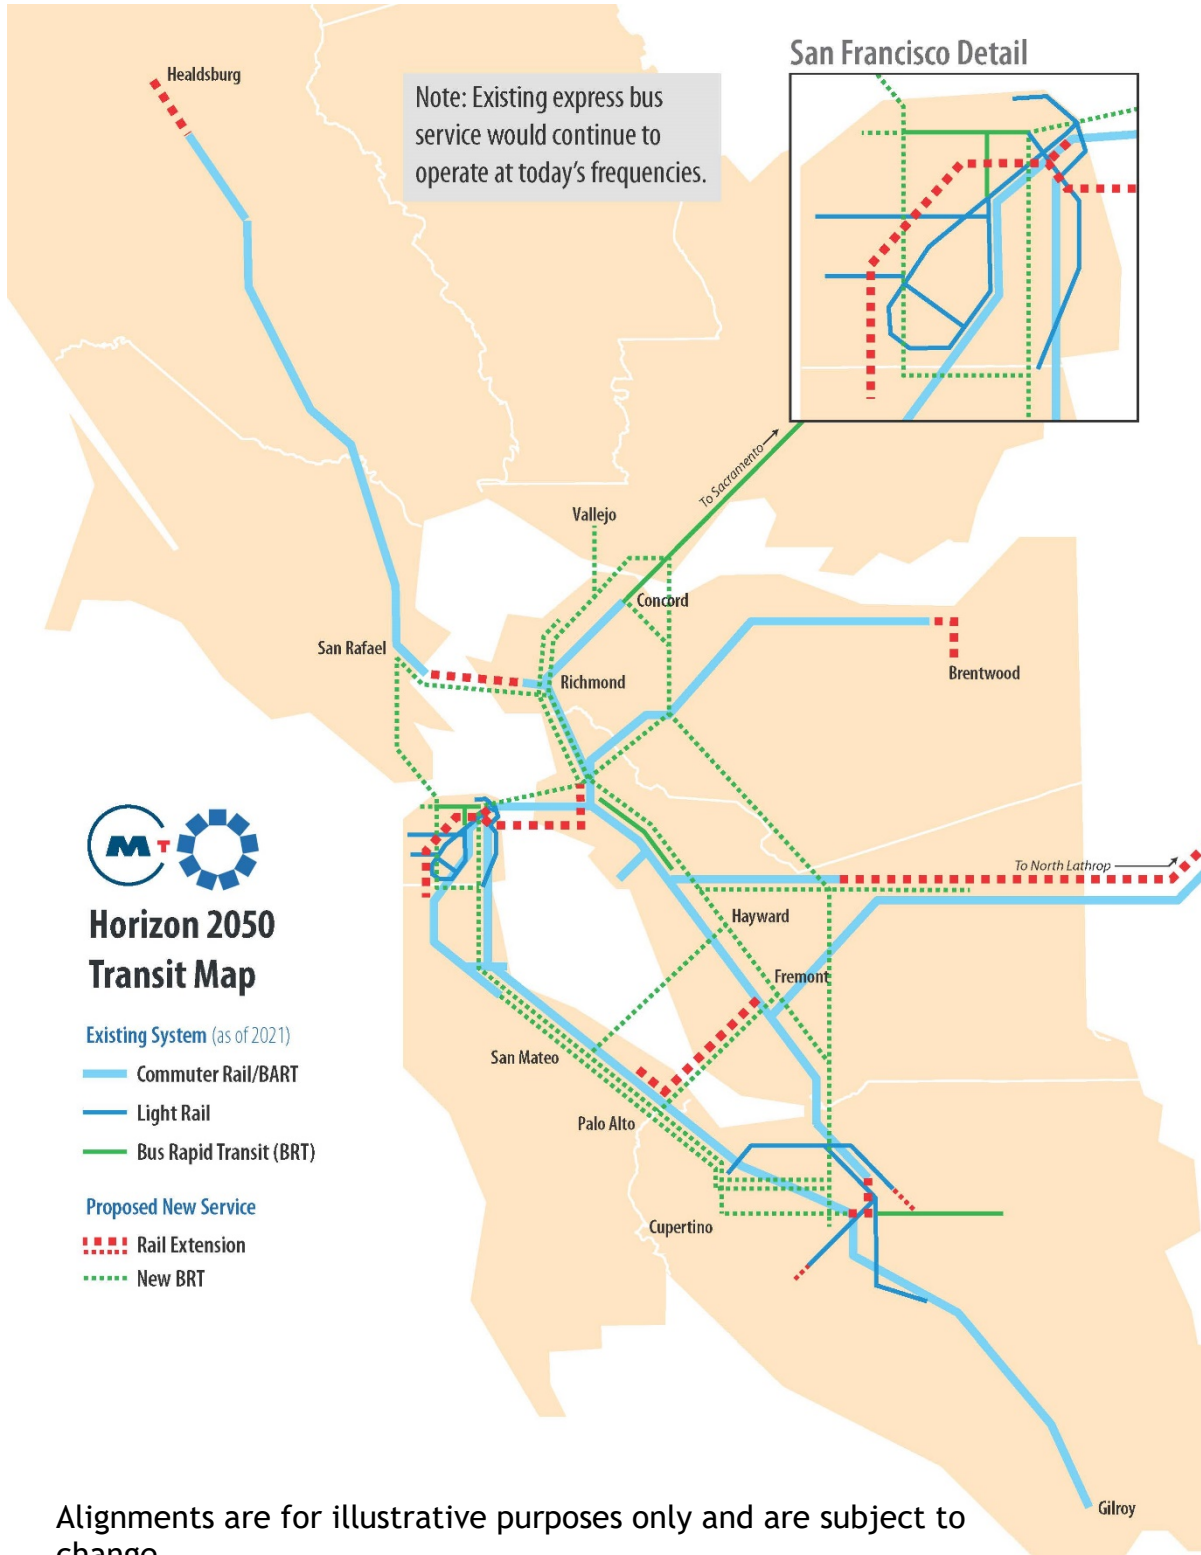 San Francisco Detail
Healdsburg
Note: Existing express bus
service would continue to
operate at today's frequencies.
To Sacramento
Vallejo
Concord
San Rafael
Richmond
Brentwood
M T
To North Lathrop
Horizon 2050
Transit Map
Hayward
Fremont
Existing System (as of 2021)
Commuter Rail/BART
Light Rail
Bus Rapid Transit (BRT)
San Mateo
Palo Alto
Proposed New Service
Rail Extension
New BRT
Cupertino
Gilroy
Alignments are for illustrative purposes only and are subject to
change